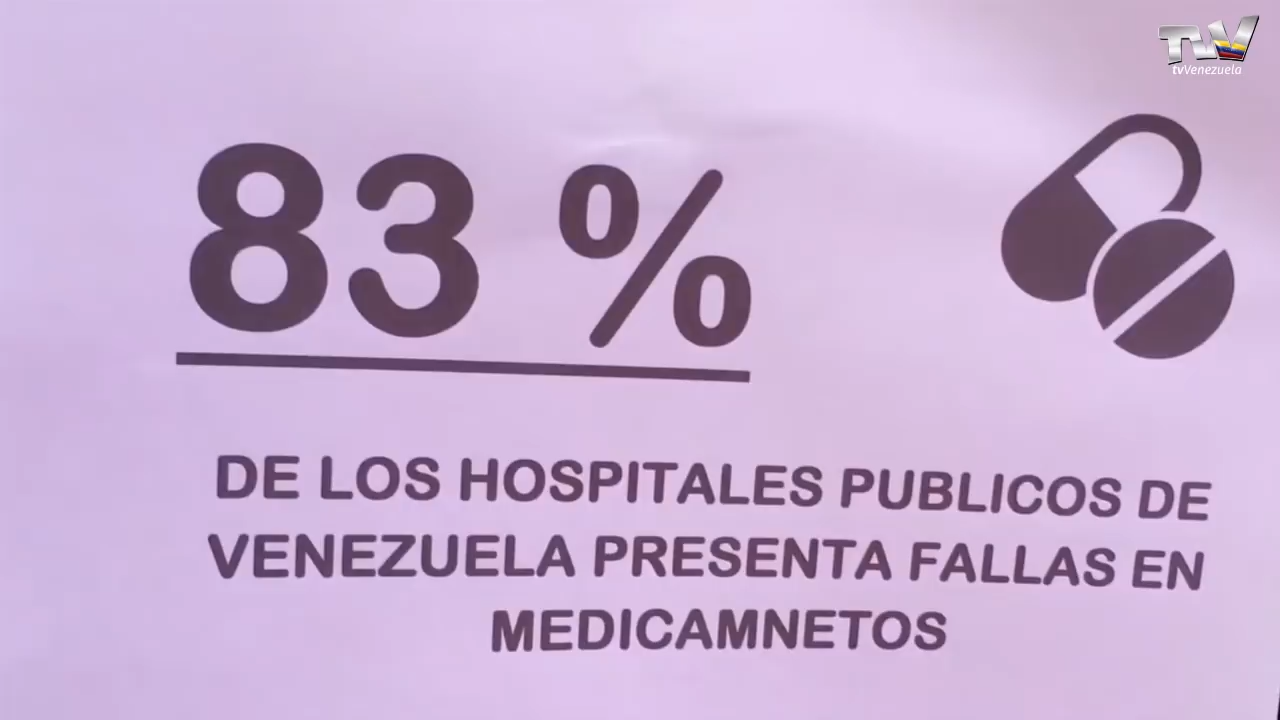 TVV
tvVenezuela
83 %
DE LOS HOSPITALES PUBLICOS DE
VENEZUELA PRESENTA FALLAS EN
MEDICAMNETOS